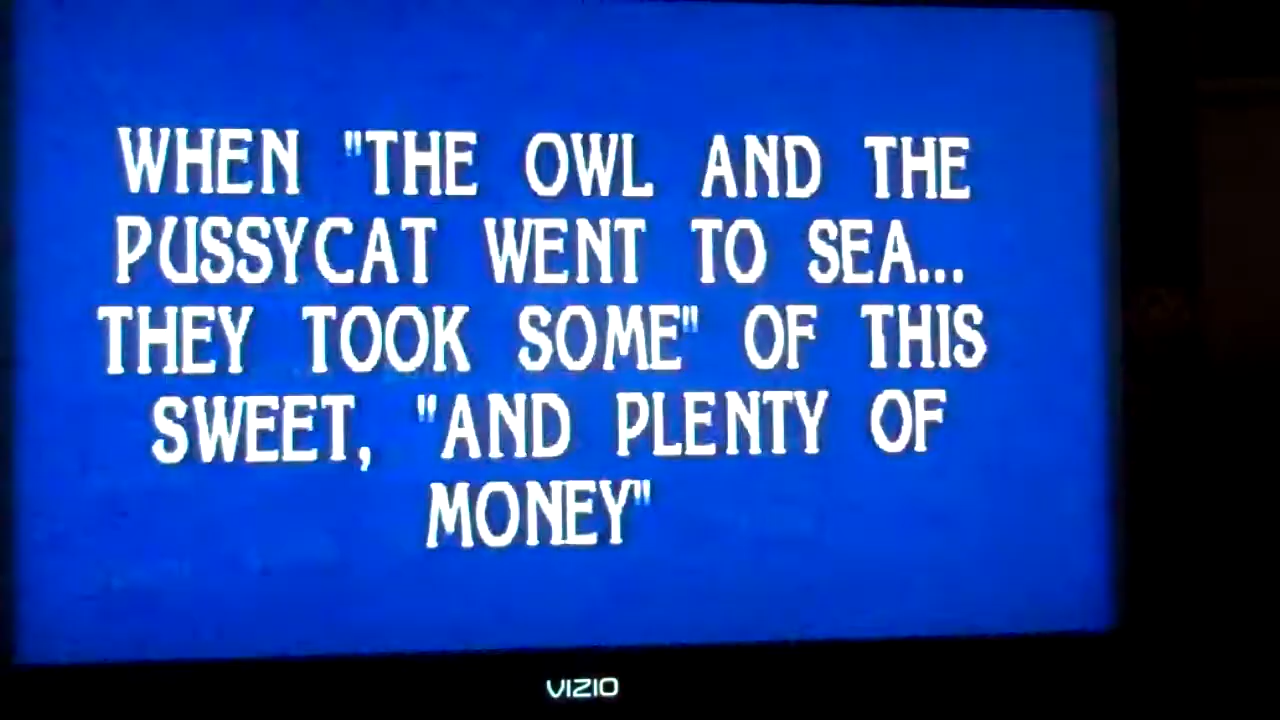 WHEN "THE OWL AND THE
PUSSYCAT WENT TO SEA...
THEY TOOK SOME" OF THIS
SWEET, "AND PLENTY OF
MONEY"
VIZIO